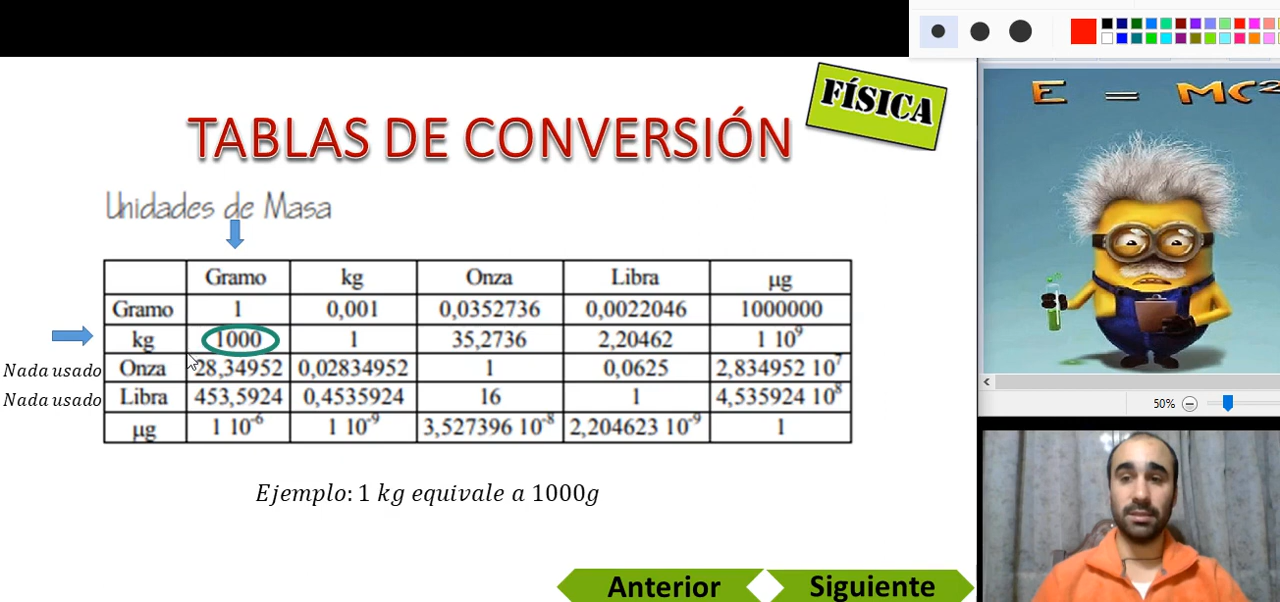 E = MC²
FÍSICA
TABLAS DE CONVERSIÓN
Unidades de Masa
Gramo kg Onza Libra µg
Gramo 1 0,001 0,0352736 0,0022046 1000000
kg 1000 1 35,2736 2,20462 1 10⁹
Nada usado Onza 28,34952 0,02834952 1 0,0625 2,834952 10⁷
Nada usado Libra 453,5924 0,4535924 16 1 4,535924 10⁸
µg 1 10⁻⁶ 1 10⁻⁹ 3,527396 10⁻⁸ 2,204623 10⁻⁹ 1
50%
Ejemplo: 1 kg equivale a 1000g
Anterior Siguiente